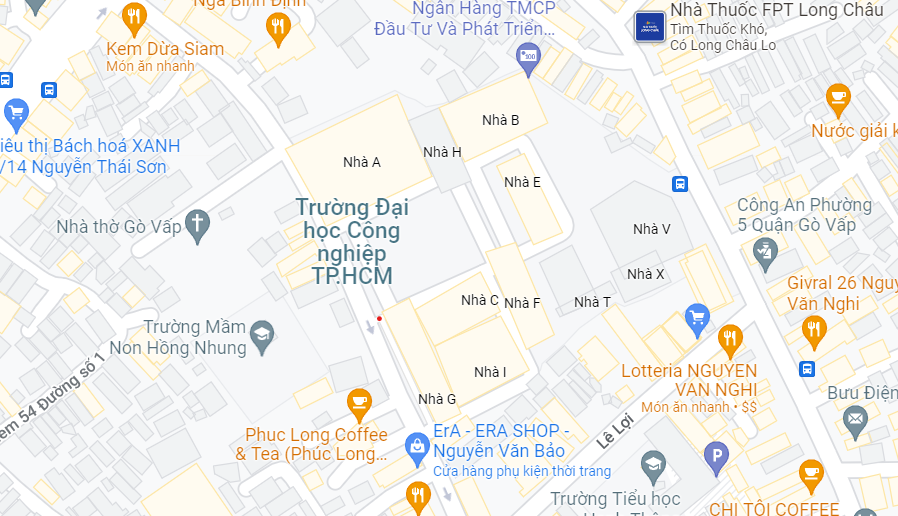 Nga Bình Định
Ngân Hàng TMCP
Đầu Tư Và Phát Triển...
Nhà Thuốc FPT Long Châu
Tìm Thuốc Khó,
Có Long Châu Lo
Kem Dừa Siam
Món ăn nhanh
100
iêu thị Bách hoá XANH
/14 Nguyễn Thái Sơn
Nước giải k
Nhà B
Nhà H
Nhà A
Nhà E
Nhà thờ Gò Vấp
Trường Đại
học Công
nghiệp
TP.HCM
Nhà V
Công An Phường
5 Quận Gò Vấp
Nhà X
Nhà C
Nhà F
Nhà T
Givral 26 Nguy
Văn Nghi
Trường Mầm
Non Hồng Nhung
Hẻm 54 Đường số 1
Nhà I
Nhà G
Lotteria NGUYEN
VAN NGHI
Món ăn nhanh • $$
Bưu Điện
Phuc Long Coffee
& Tea (Phúc Long...
ErA - ERA SHOP -
Nguyễn Văn Bảo
Cửa hàng phụ kiện thời trang
Lê Lợi
P
Trường Tiểu học
CHỊ TÔI COFFEE